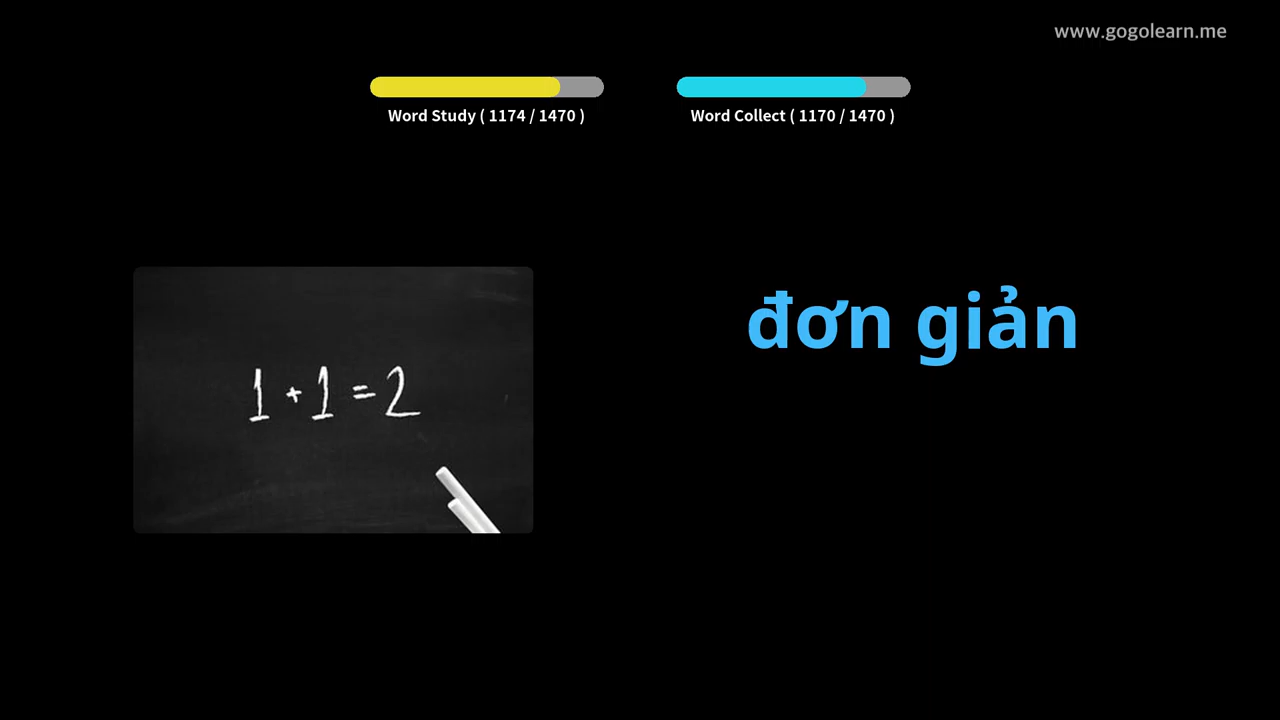 www.gogolearn.me
Word Study ( 1174 / 1470 )
Word Collect ( 1170 / 1470 )
đơn giản
1 + 1 = 2